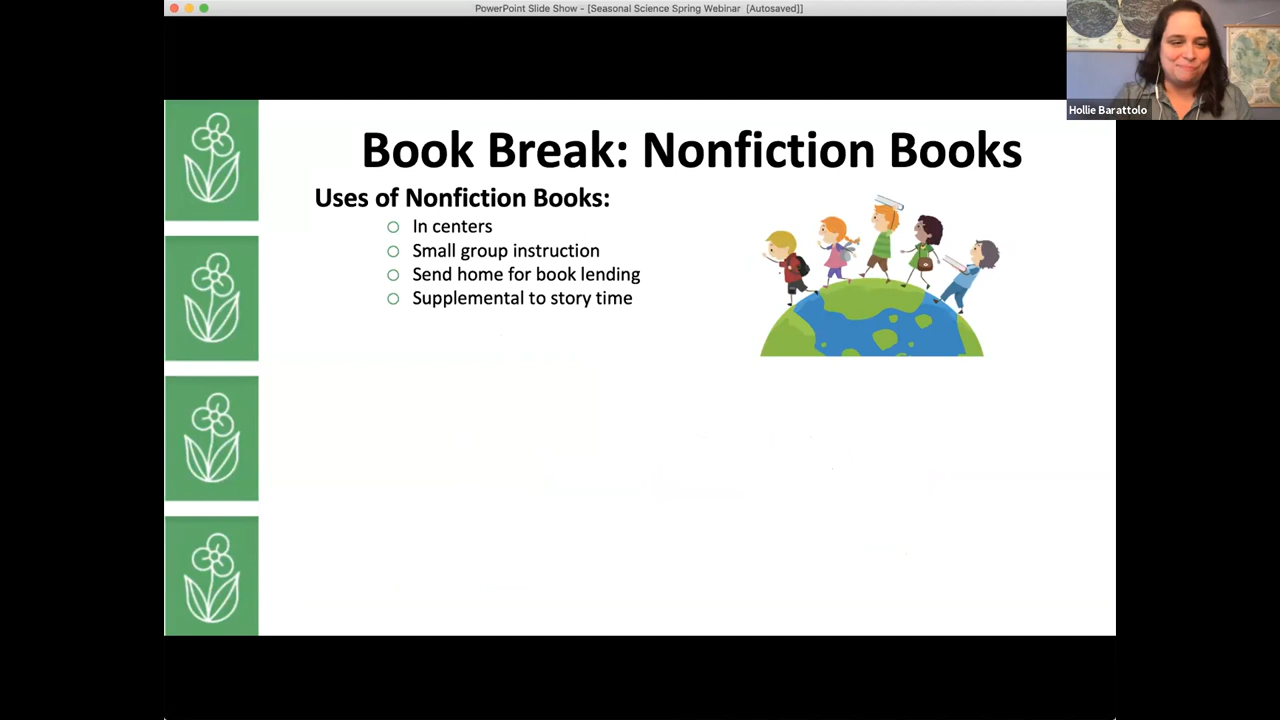 PowerPoint Slide Show - [Seasonal Science Spring Webinar [Autosaved]]
Hollie Barattolo
Book Break: Nonfiction Books
Uses of Nonfiction Books:
In centers
Small group instruction
Send home for book lending
Supplemental to story time